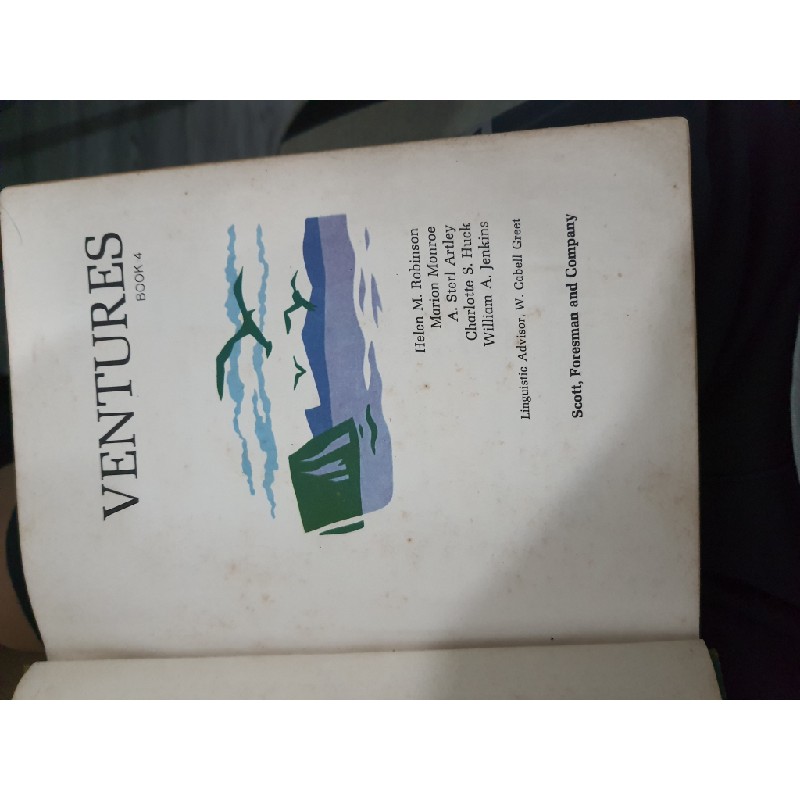 VENTURES
BOOK 4
Helen M. Robinson
Marion Monroe
A. Sterl Artley
Charlotte S. Huck
William A. Jenkins
Linguistic Advisor, W. Cabell Greet
Scott, Foresman and Company